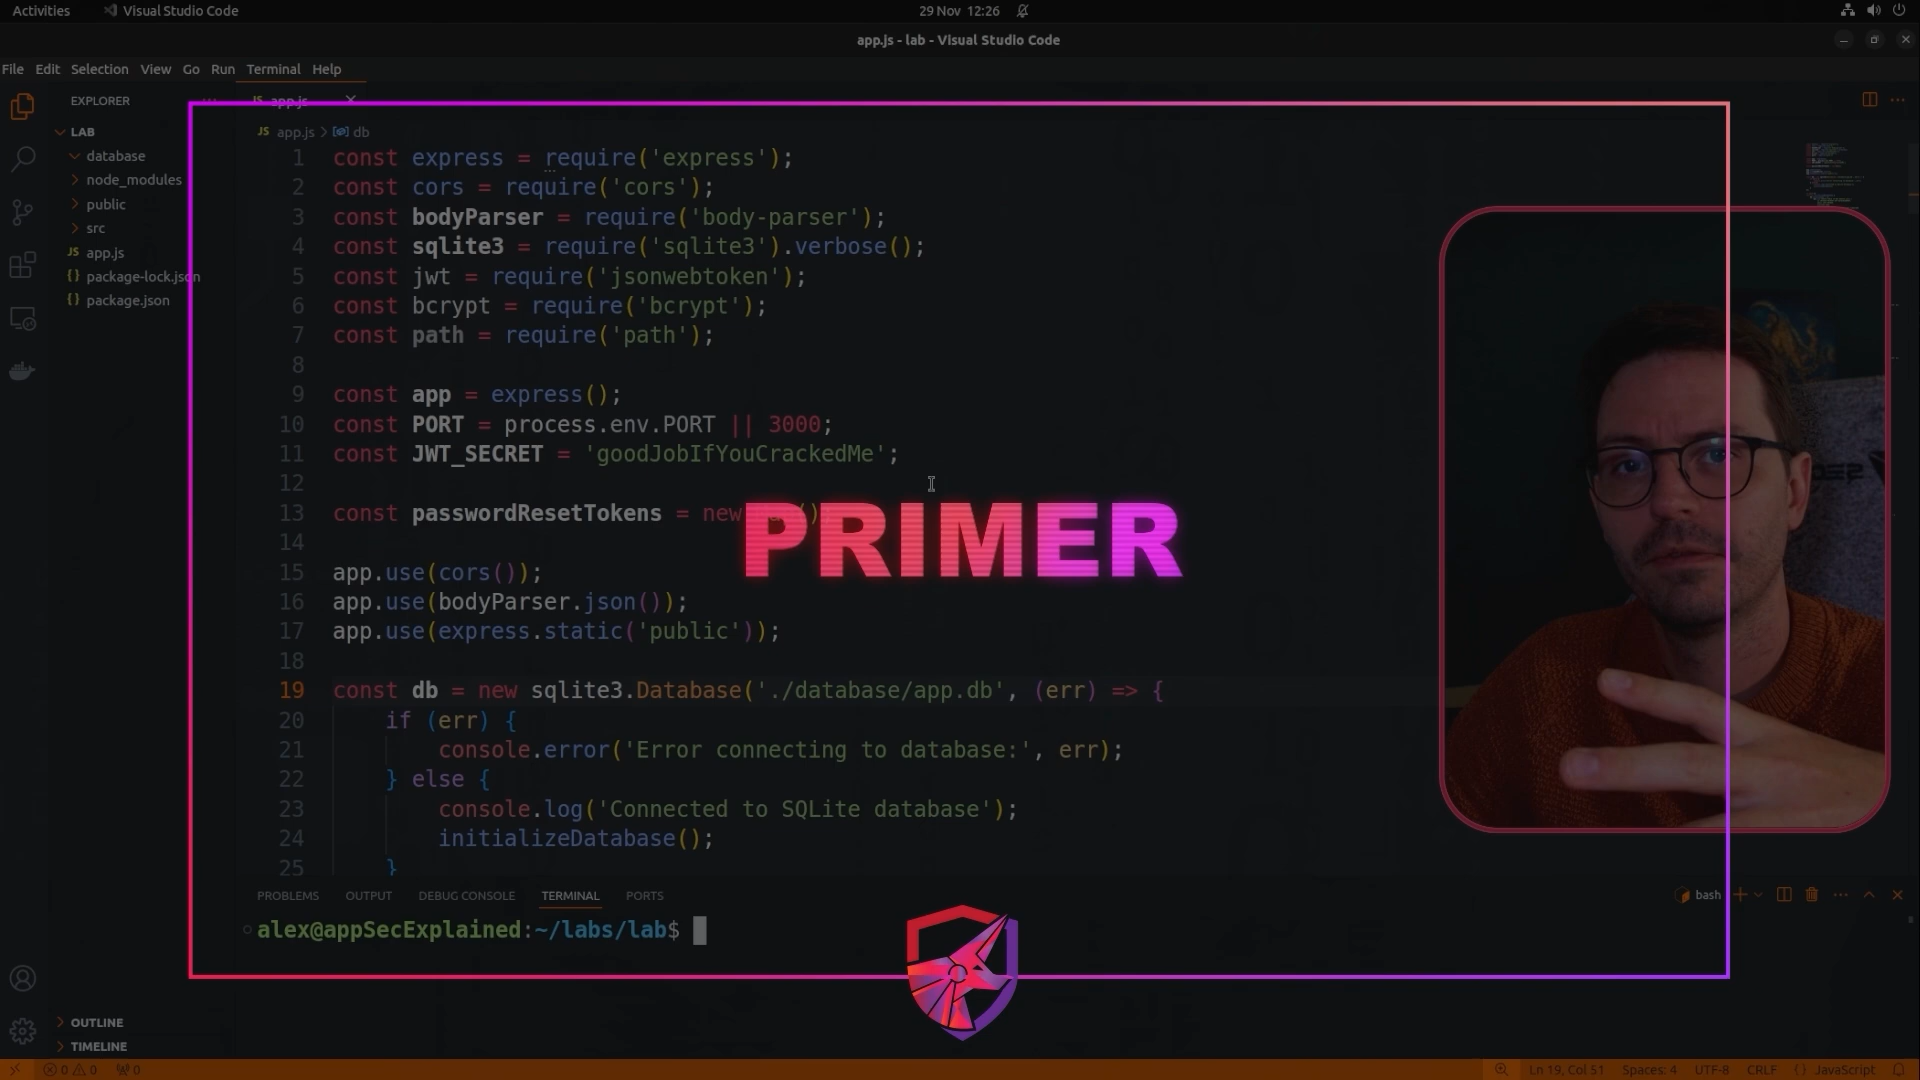 Activities
Visual Studio Code
29 Nov 12:26
app.js - lab - Visual Studio Code
File Edit Selection View Go Run Terminal Help
EXPLORER
JS app.js
LAB
database
node_modules
public
src
JS app.js
{} package-lock.json
{} package.json
JS app.js > db
1 const express = require('express');
2 const cors = require('cors');
3 const bodyParser = require('body-parser');
4 const sqlite3 = require('sqlite3').verbose();
5 const jwt = require('jsonwebtoken');
6 const bcrypt = require('bcrypt');
7 const path = require('path');
8
9 const app = express();
10 const PORT = process.env.PORT || 3000;
11 const JWT_SECRET = 'goodJobIfYouCrackedMe';
12
13 const passwordResetTokens = new
PRIMER
14
15 app.use(cors());
16 app.use(bodyParser.json());
17 app.use(express.static('public'));
18
19 const db = new sqlite3.Database('./database/app.db', (err) => {
20 if (err) {
21 console.error('Error connecting to database:', err);
22 } else {
23 console.log('Connected to SQLite database');
24 initializeDatabase();
25 }
PROBLEMS OUTPUT DEBUG CONSOLE TERMINAL PORTS
bash
alex@appSecExplained:~/labs/lab$
OUTLINE
TIMELINE
0 0 0
Ln 19, Col 51 Spaces: 4 UTF-8 CRLF {} JavaScript